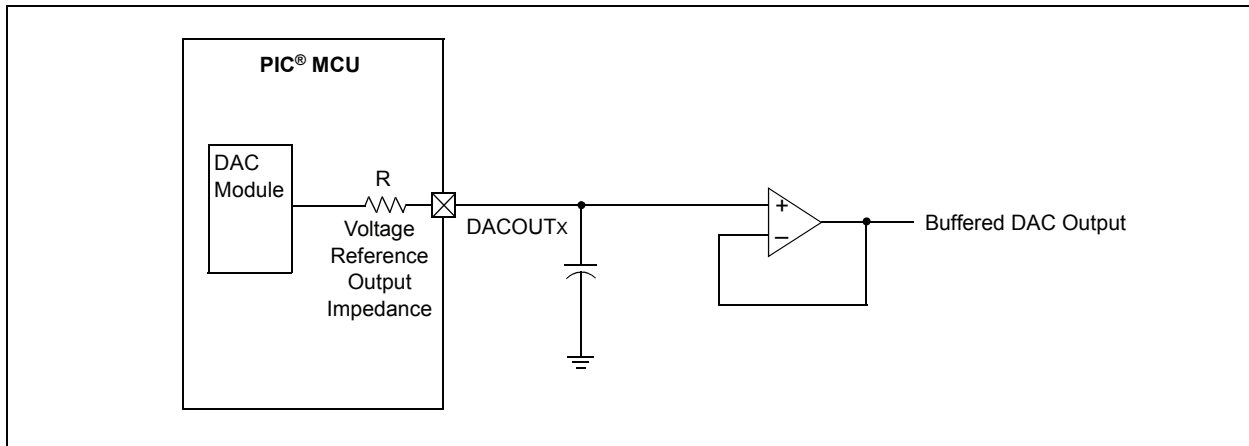 PIC® MCU
DAC
Module
R
Voltage
Reference
Output
Impedance
DACOUTX
+
–
Buffered DAC Output